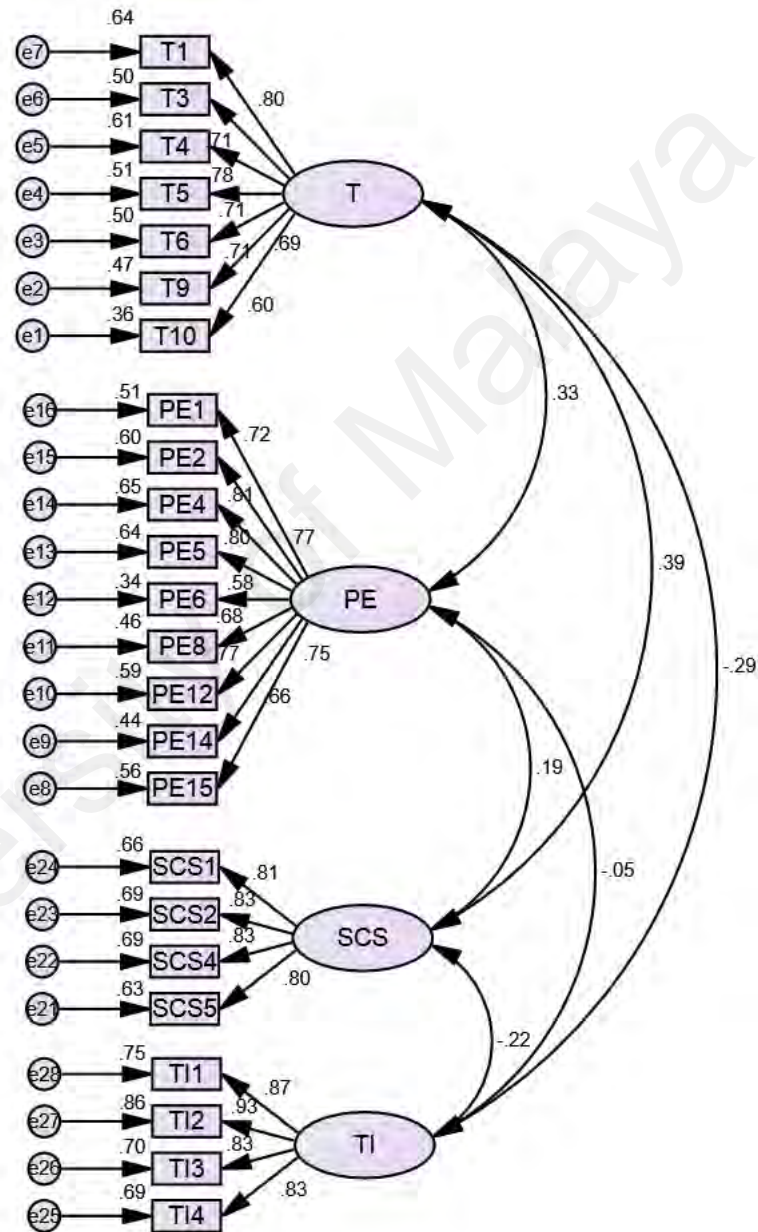 .64
e7 T1
.80
.50
e6 T3
.61
e5 T4 .71
.51
e4 T5 .78
T
.50 .71
e3 T6 .69
.47 .71
e2 T9
.36 .60
e1 T10
.33
.51
e16 PE1
.72
.60
e15 PE2
.65 .81
e14 PE4
.64 .80 .77
e13 PE5
.39
.34 .58
e12 PE6
PE
.46 .68
e11 PE8 .77 .75
-.29
.59
e10 PE12 .66
.44
e9 PE14
.19
.56
e8 PE15
.66
e24 SCS1 .81
-.05
.69 .83
e23 SCS2
.69 .83
SCS
e22 SCS4
.63 .80
e21 SCS5
-.22
.75
e28 TI1 .87
.86 .93
e27 TI2
.70 .83
TI
e26 TI3
.69 .83
e25 TI4
of Malaya